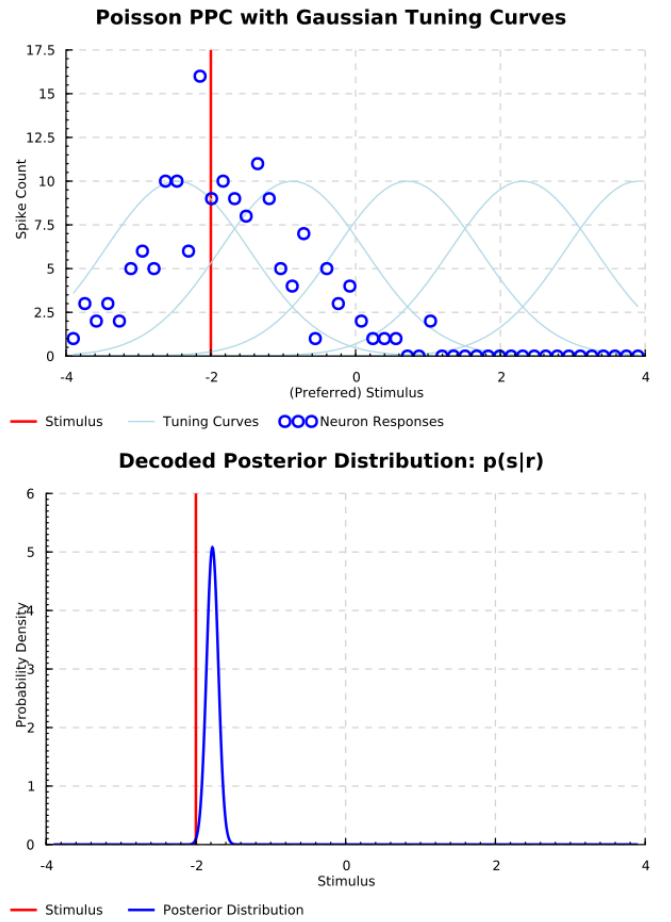 Poisson PPC with Gaussian Tuning Curves
17.5
15
12.5
10
7.5
5
2.5
0
Spike Count
-4
-2
0
2
4
(Preferred) Stimulus
Stimulus
Tuning Curves
Neuron Responses
Decoded Posterior Distribution: p(s|r)
6
5
4
3
2
1
0
Probability Density
-4
-2
0
2
4
Stimulus
Stimulus
Posterior Distribution